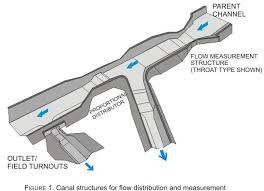 PARENT
CHANNEL
FLOW MEASUREMENT
STRUCTURE
(THROAT TYPE SHOWN)
PROPORTIONAL
DISTRIBUTOR
OUTLET/
FIELD TURNOUTS
FIGURE 1. Canal structures for flow distribution and measurement